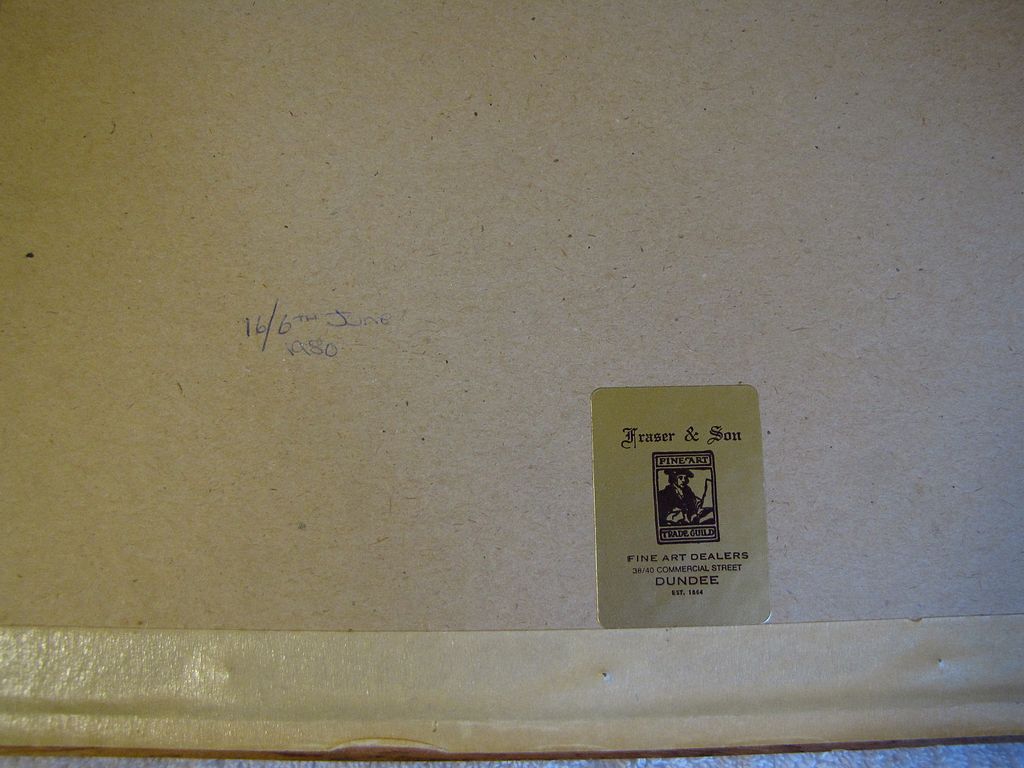 16/6TH JUNE
1980
Fraser & Son
FINE ART
TRADE GUILD
FINE ART DEALERS
38/40 COMMERCIAL STREET
DUNDEE
EST. 1864